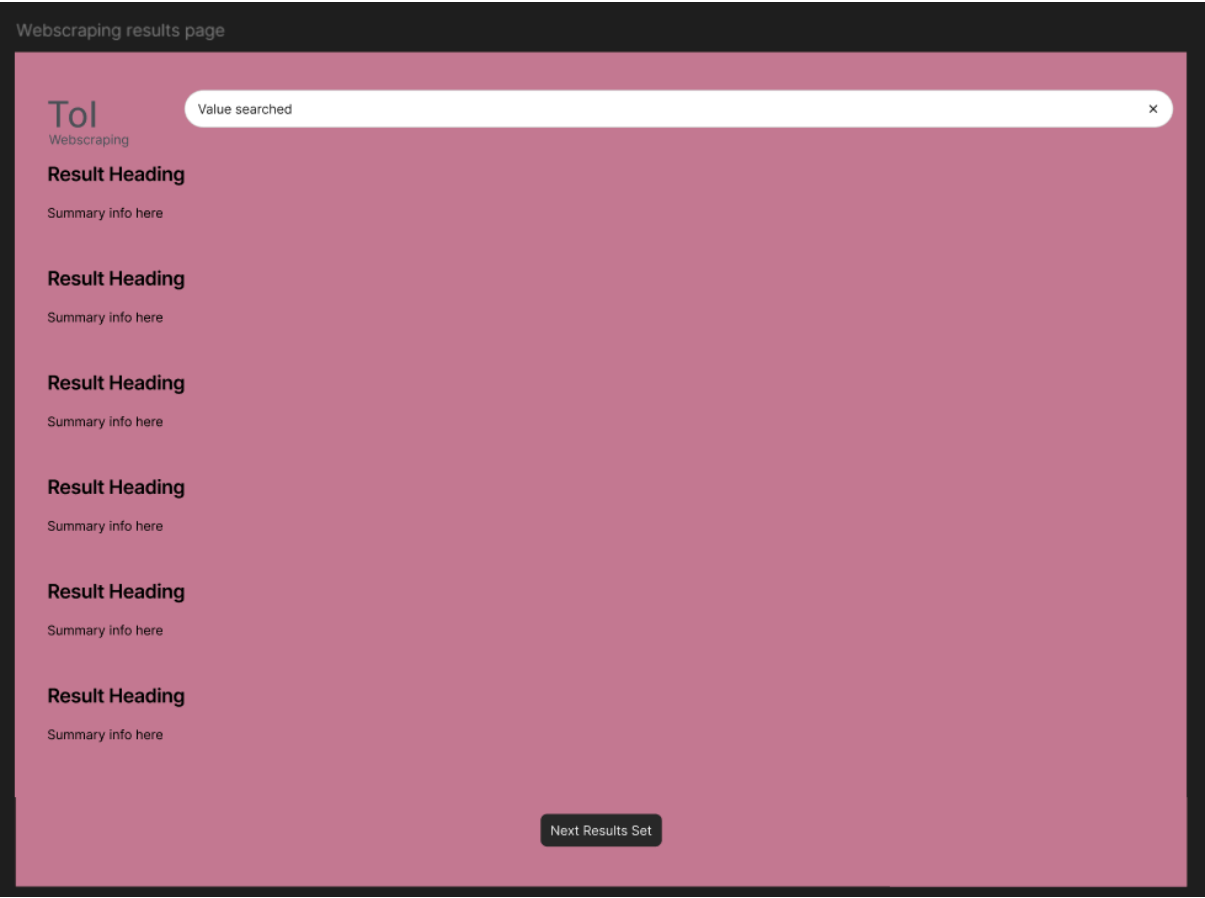 Webscraping results page
Tol
Value searched
Webscraping
Result Heading
Summary info here
Result Heading
Summary info here
Result Heading
Summary info here
Result Heading
Summary info here
Result Heading
Summary info here
Result Heading
Summary info here
Next Results Set